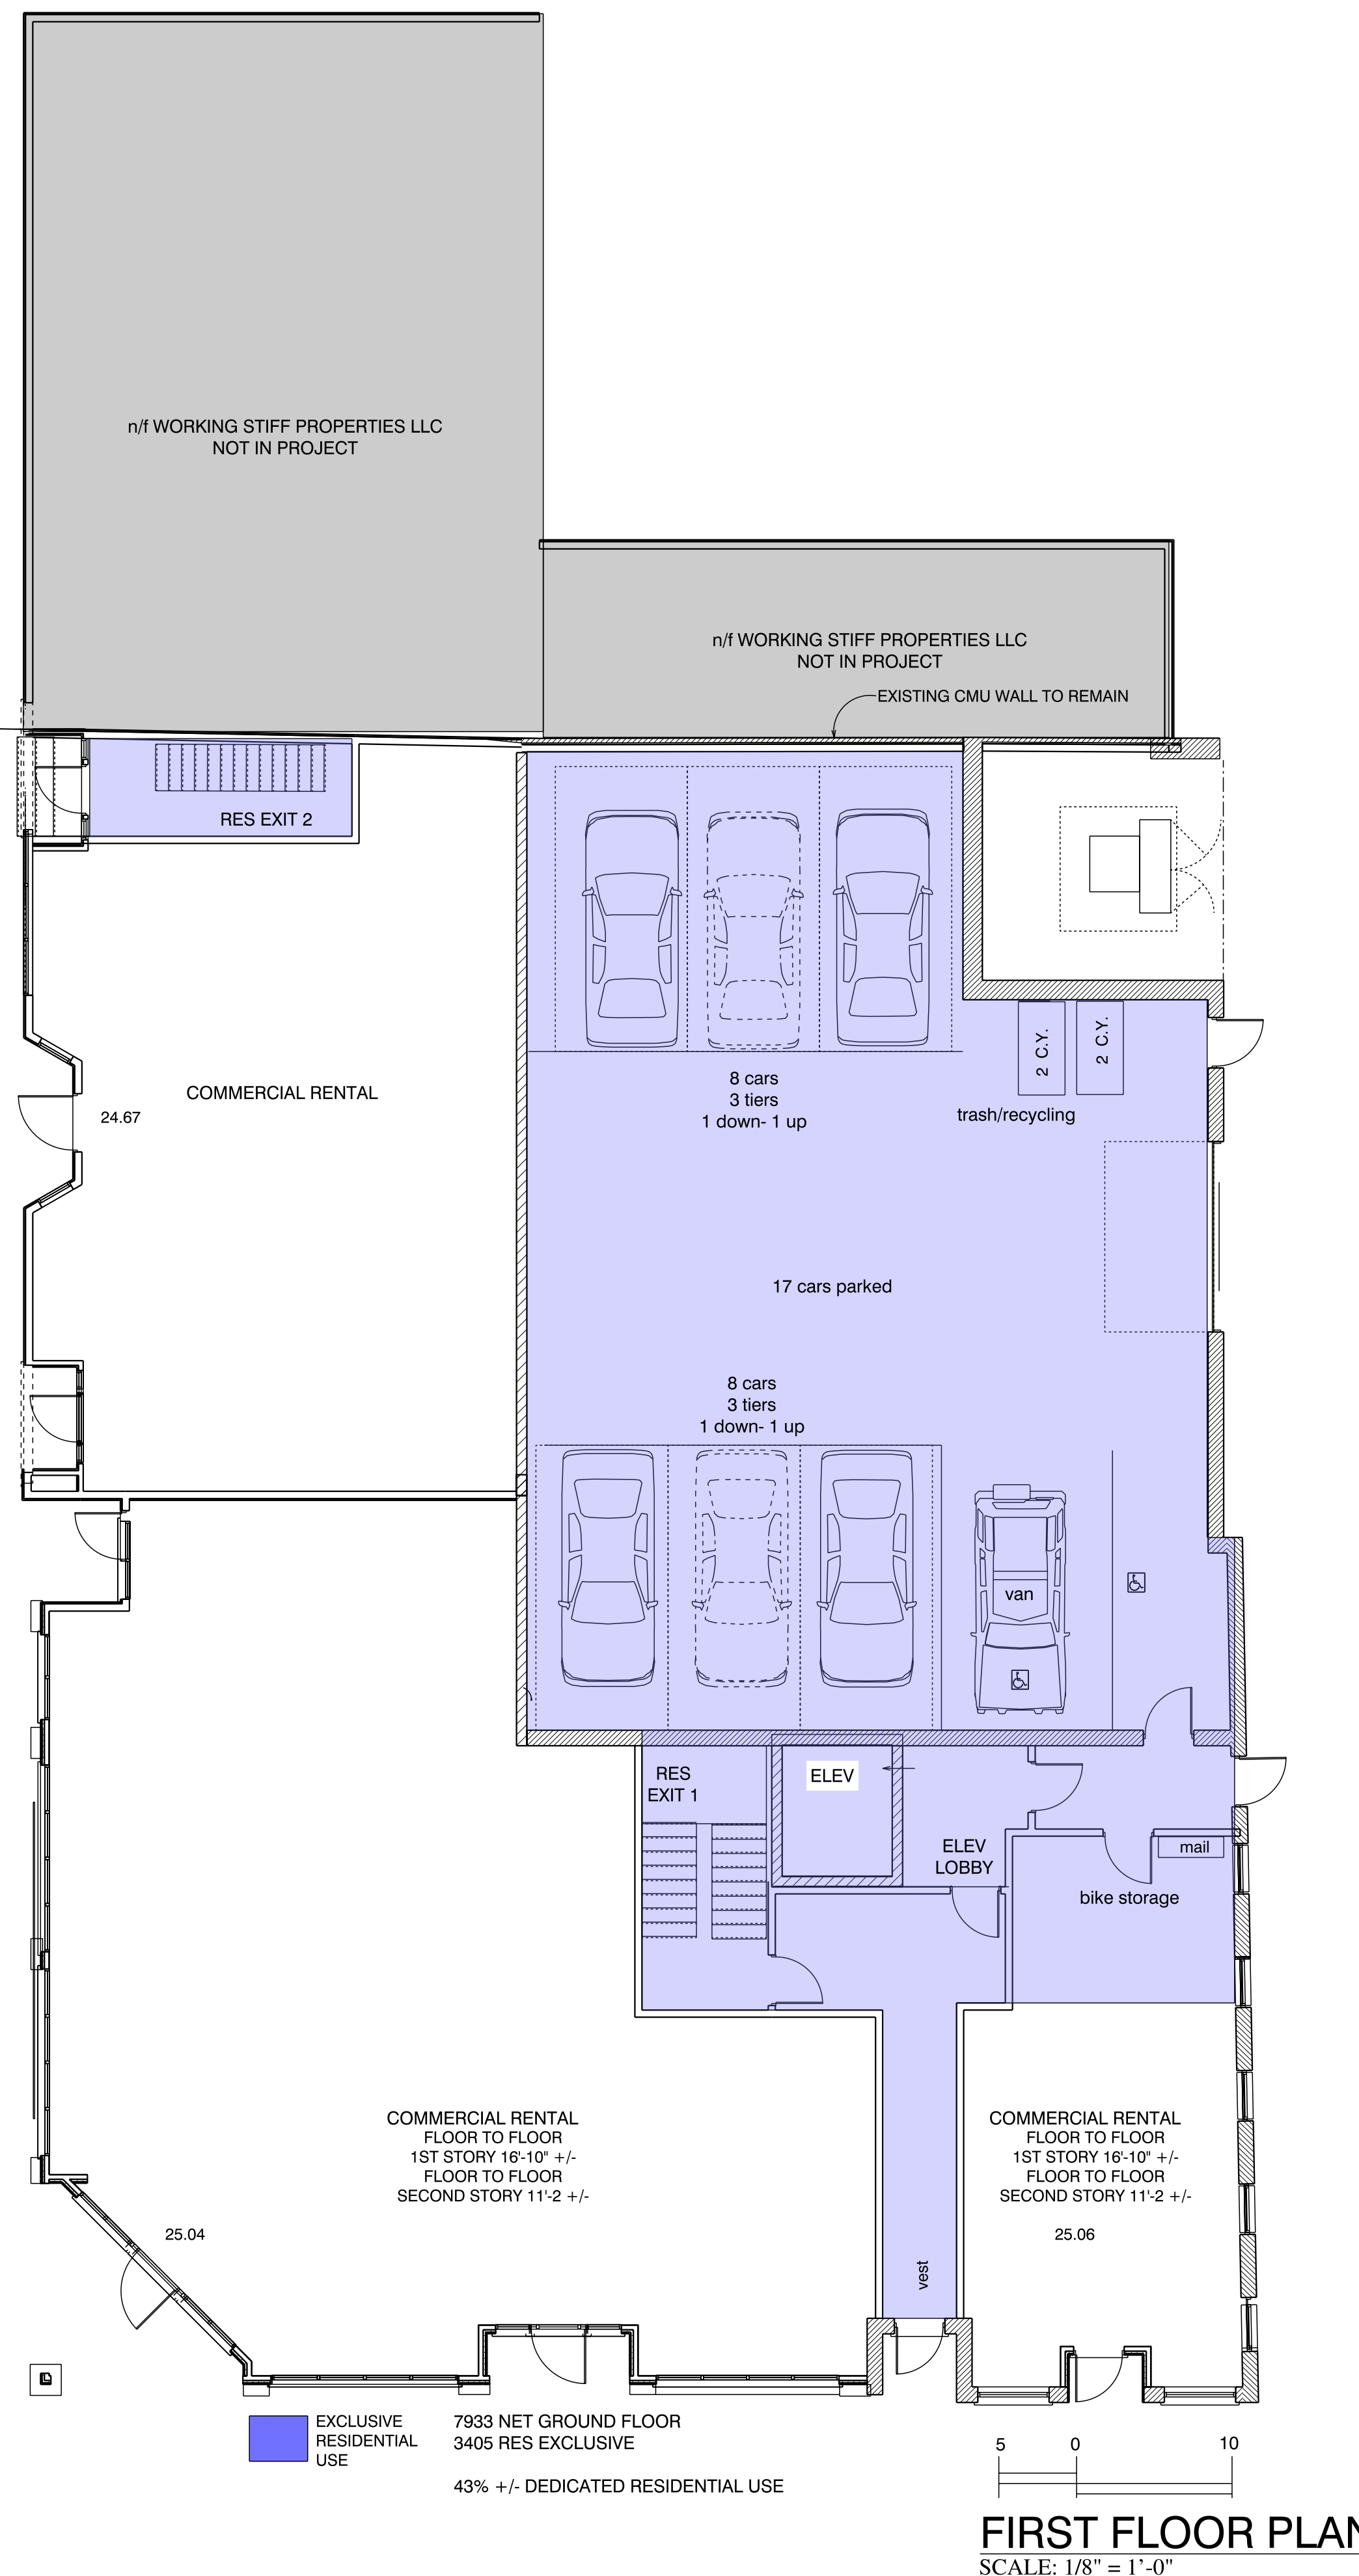 n/f WORKING STIFF PROPERTIES LLC
NOT IN PROJECT
n/f WORKING STIFF PROPERTIES LLC
NOT IN PROJECT
EXISTING CMU WALL TO REMAIN
RES EXIT 2
COMMERCIAL RENTAL
24.67
8 cars
3 tiers
1 down- 1 up
2 C.Y.
2 C.Y.
trash/recycling
17 cars parked
8 cars
3 tiers
1 down- 1 up
van
RES
EXIT 1
ELEV
ELEV
LOBBY
mail
bike storage
COMMERCIAL RENTAL
FLOOR TO FLOOR
1ST STORY 16'-10" +/-
FLOOR TO FLOOR
SECOND STORY 11'-2 +/-
25.04
COMMERCIAL RENTAL
FLOOR TO FLOOR
1ST STORY 16'-10" +/-
FLOOR TO FLOOR
SECOND STORY 11'-2 +/-
25.06
vest
EXCLUSIVE
RESIDENTIAL
USE
7933 NET GROUND FLOOR
3405 RES EXCLUSIVE
43% +/- DEDICATED RESIDENTIAL USE
5 0 10
FIRST FLOOR PLAN
SCALE: 1/8" = 1'-0"